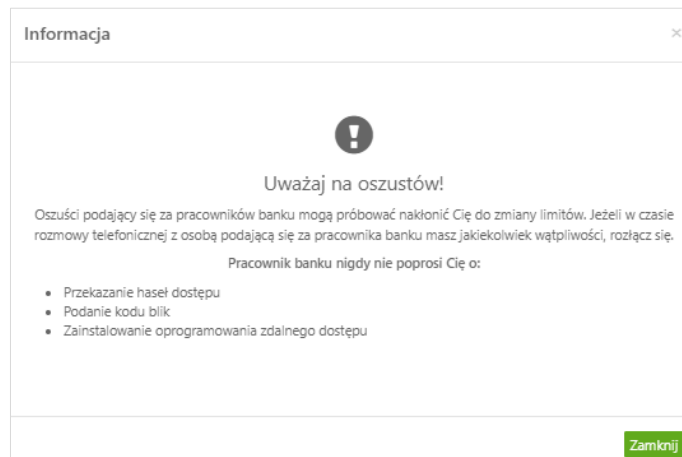 Informacja
×
Uważaj na oszustów!
Oszuści podający się za pracowników banku mogą próbować nakłonić Cię do zmiany limitów. Jeżeli w czasie
rozmowy telefonicznej z osobą podającą się za pracownika banku masz jakiekolwiek wątpliwości, rozłącz się.
Pracownik banku nigdy nie poprosi Cię o:
• Przekazanie haseł dostępu
• Podanie kodu blik
• Zainstalowanie oprogramowania zdalnego dostępu
Zamknij